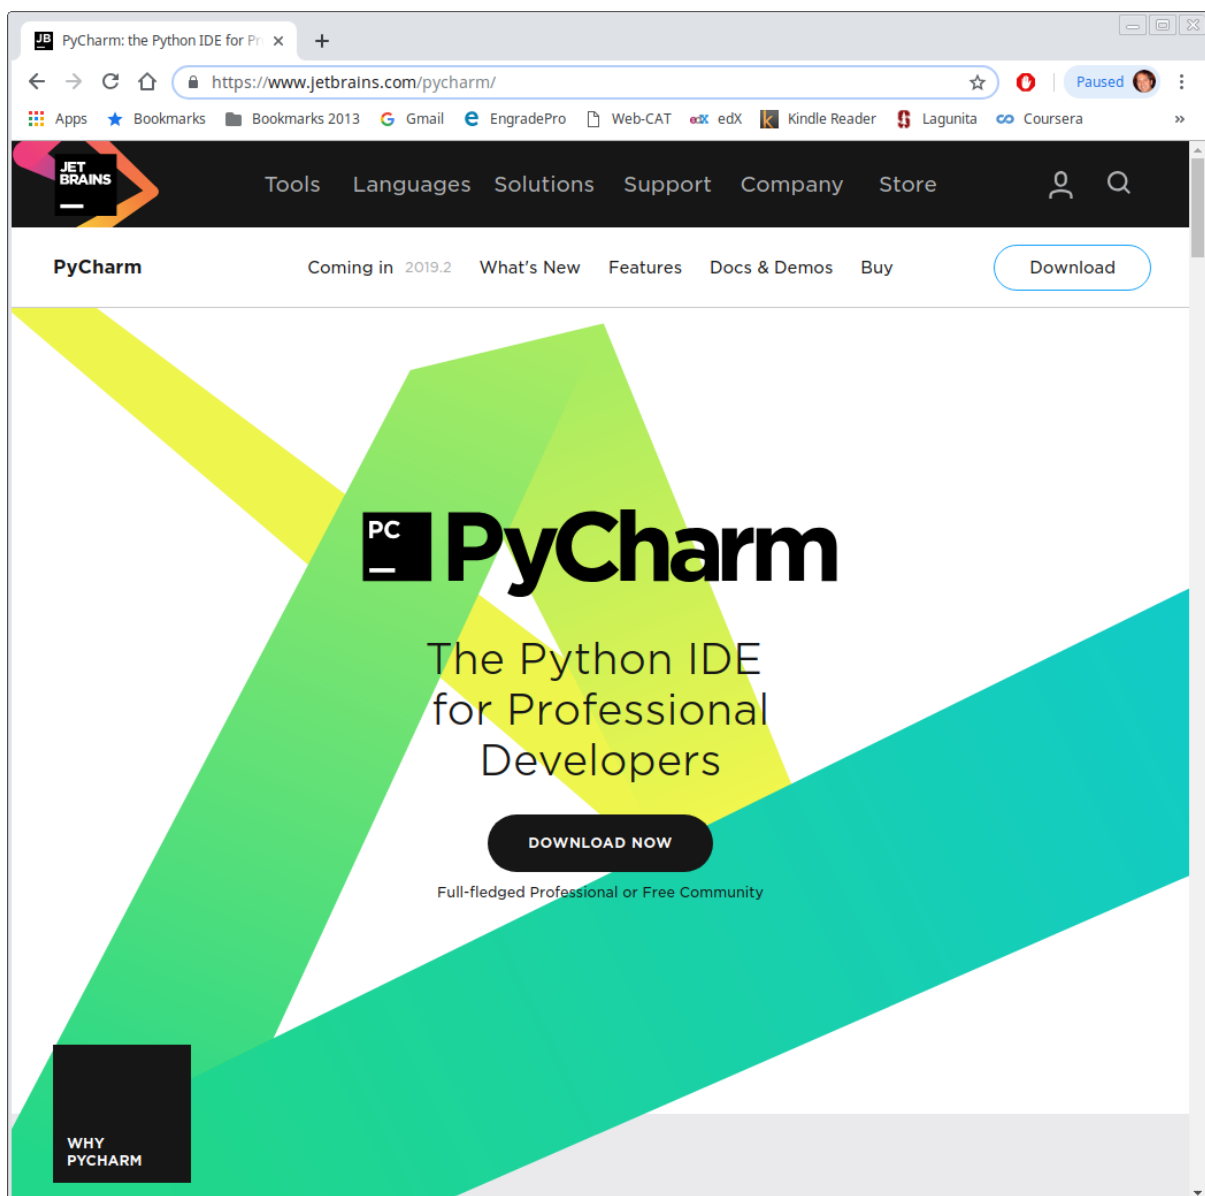 JB PyCharm: the Python IDE for Pr
https://www.jetbrains.com/pycharm/
Paused
Apps Bookmarks Bookmarks 2013 Gmail EngradePro Web-CAT edX edX Kindle Reader Lagunita Coursera »
JET
BRAINS
Tools Languages Solutions Support Company Store
PyCharm Coming in 2019.2 What's New Features Docs & Demos Buy Download
PC PyCharm
The Python IDE
for Professional
Developers
DOWNLOAD NOW
Full-fledged Professional or Free Community
WHY
PYCHARM